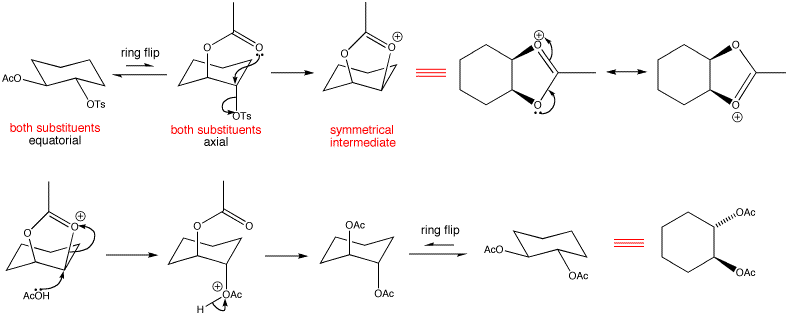 ring flip
AcO
OTs
both substituents
equatorial
O
O
OTs
both substituents
axial
O
O
⊕
symmetrical
intermediate
⊕
O
O
O
O
⊕
O
O
⊕
AcOH
O
O
⊕
OAc
H
OAc
OAc
ring flip
AcO
OAc
OAc
OAc